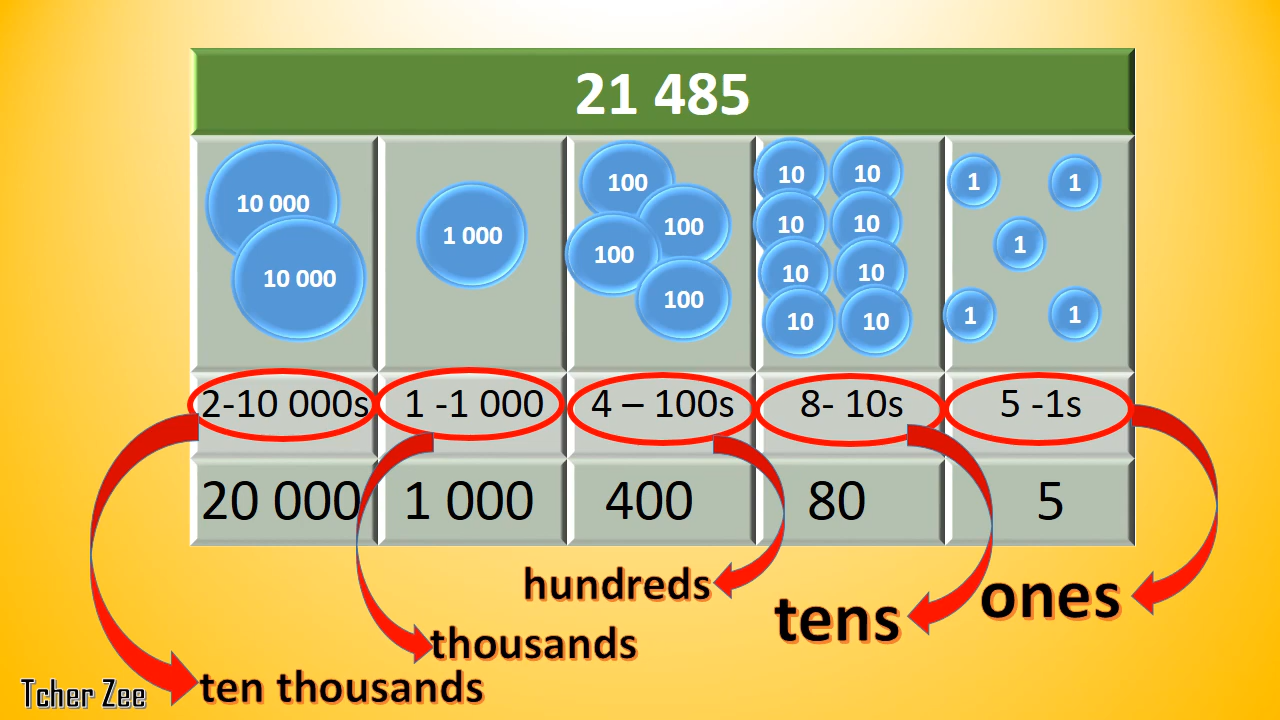 21 485
10 000
10 000
1 000
100
100
100
100
10 10
10 10
10 10
10 10
1 1
1
1 1
2-10 000s 1 -1 000 4 – 100s 8- 10s 5 -1s
20 000 1 000 400 80 5
hundreds
tens
ones
thousands
ten thousands
Tcher Zee